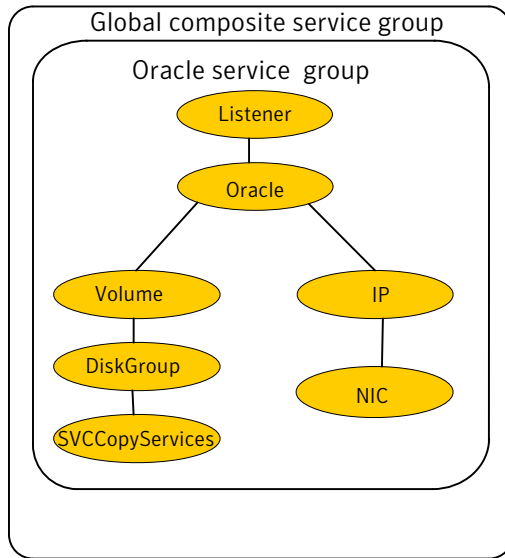 Global composite service group
Oracle service group
Listener
Oracle
Volume
IP
DiskGroup
NIC
SVCCopyServices